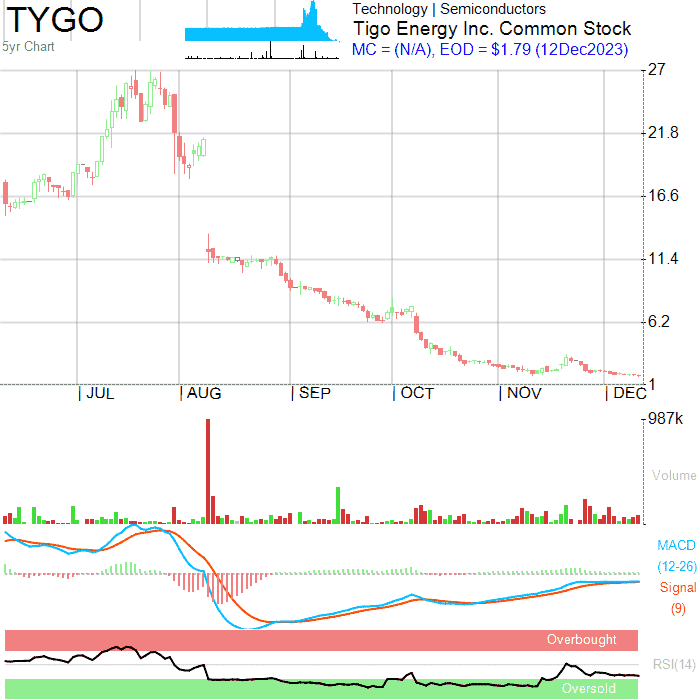 TYGO
5yr Chart
Technology | Semiconductors
Tigo Energy Inc. Common Stock
MC = (N/A), EOD = $1.79 (12Dec2023)
27
21.8
16.6
11.4
6.2
1
| JUL | AUG | SEP | OCT | NOV | DEC
987k
Volume
MACD
(12-26)
Signal
(9)
Overbought
RSI(14)
Oversold